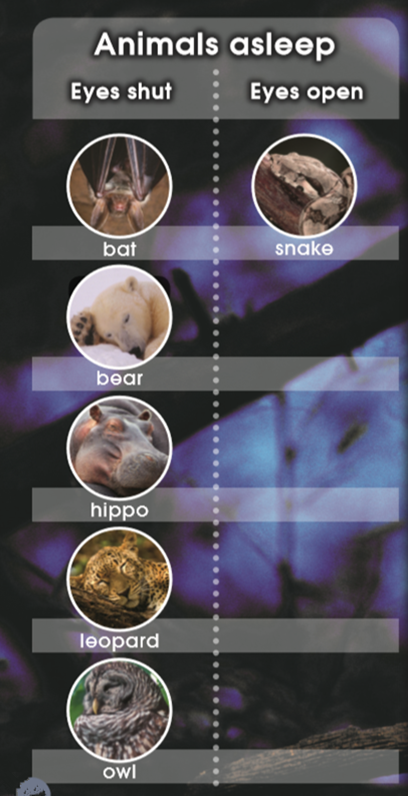 Animals asleep
Eyes shut Eyes open
bat snake
bear
hippo
leopard
owl